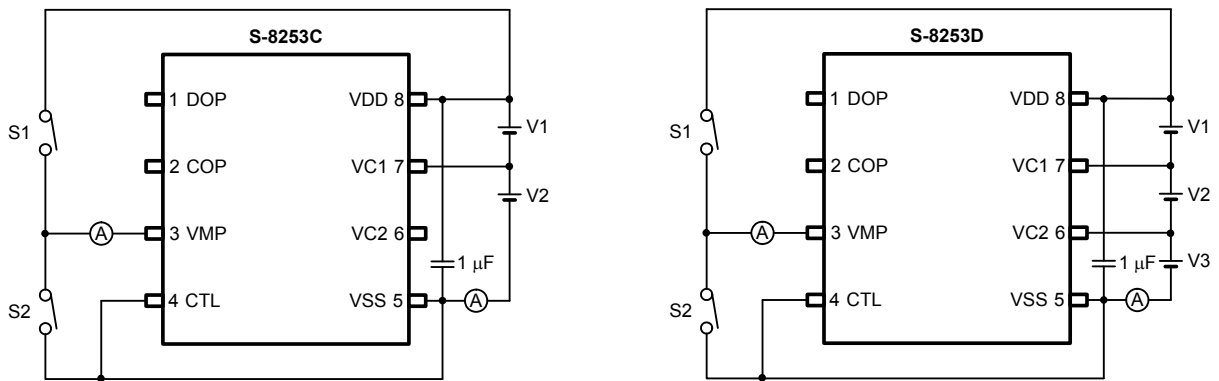 S-8253C
1 DOP
VDD 8
S1
V1
2 COP
VC1 7
V2
A
3 VMP
VC2 6
1 μF
S2
4 CTL
VSS 5
A
S-8253D
1 DOP
VDD 8
S1
V1
2 COP
VC1 7
V2
A
3 VMP
VC2 6
1 μF
V3
S2
4 CTL
VSS 5
A